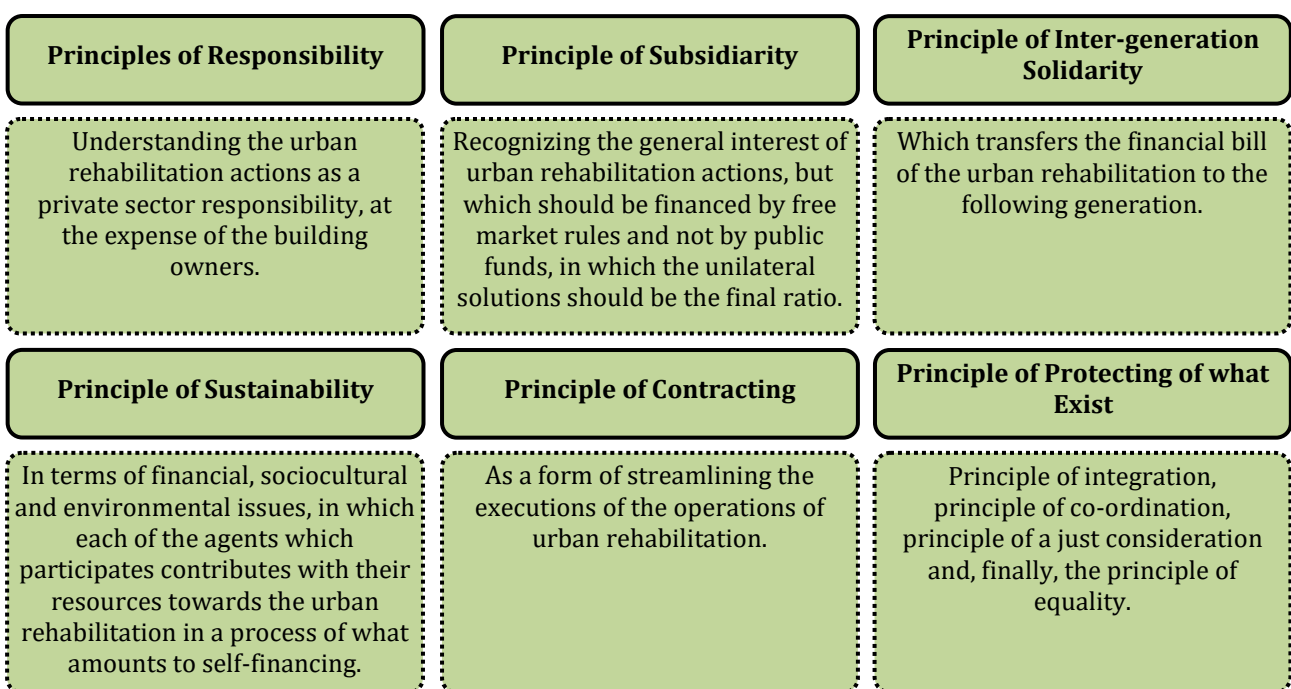 Principles of Responsibility
Understanding the urban
rehabilitation actions as a
private sector responsibility, at
the expense of the building
owners.
Principle of Subsidiarity
Recognizing the general interest of
urban rehabilitation actions, but
which should be financed by free
market rules and not by public
funds, in which the unilateral
solutions should be the final ratio.
Principle of Inter-generation
Solidarity
Which transfers the financial bill
of the urban rehabilitation to the
following generation.
Principle of Sustainability
In terms of financial, sociocultural
and environmental issues, in which
each of the agents which
participates contributes with their
resources towards the urban
rehabilitation in a process of what
amounts to self-financing.
Principle of Contracting
As a form of streamlining the
executions of the operations of
urban rehabilitation.
Principle of Protecting of what
Exist
Principle of integration,
principle of co-ordination,
principle of a just consideration
and, finally, the principle of
equality.